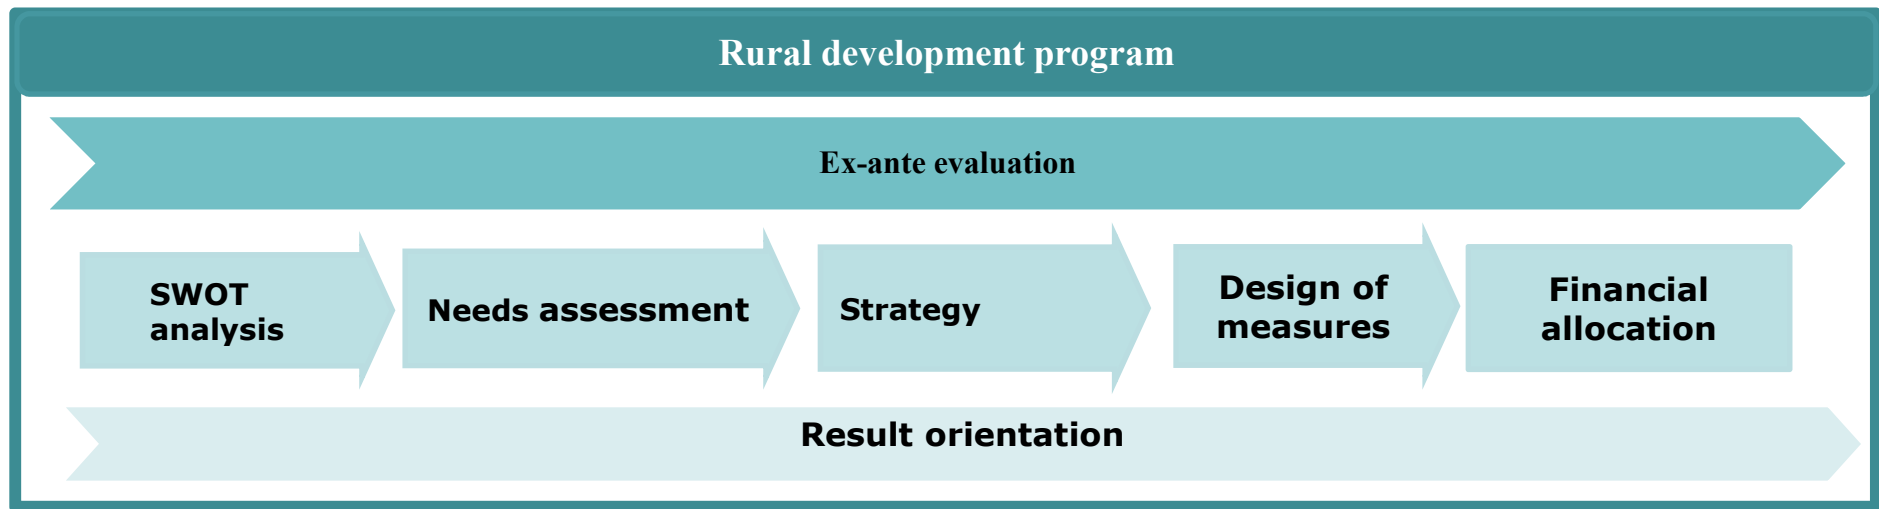 Rural development program
Ex-ante evaluation
SWOT
analysis
Needs assessment
Strategy
Design of
measures
Financial
allocation
Result orientation